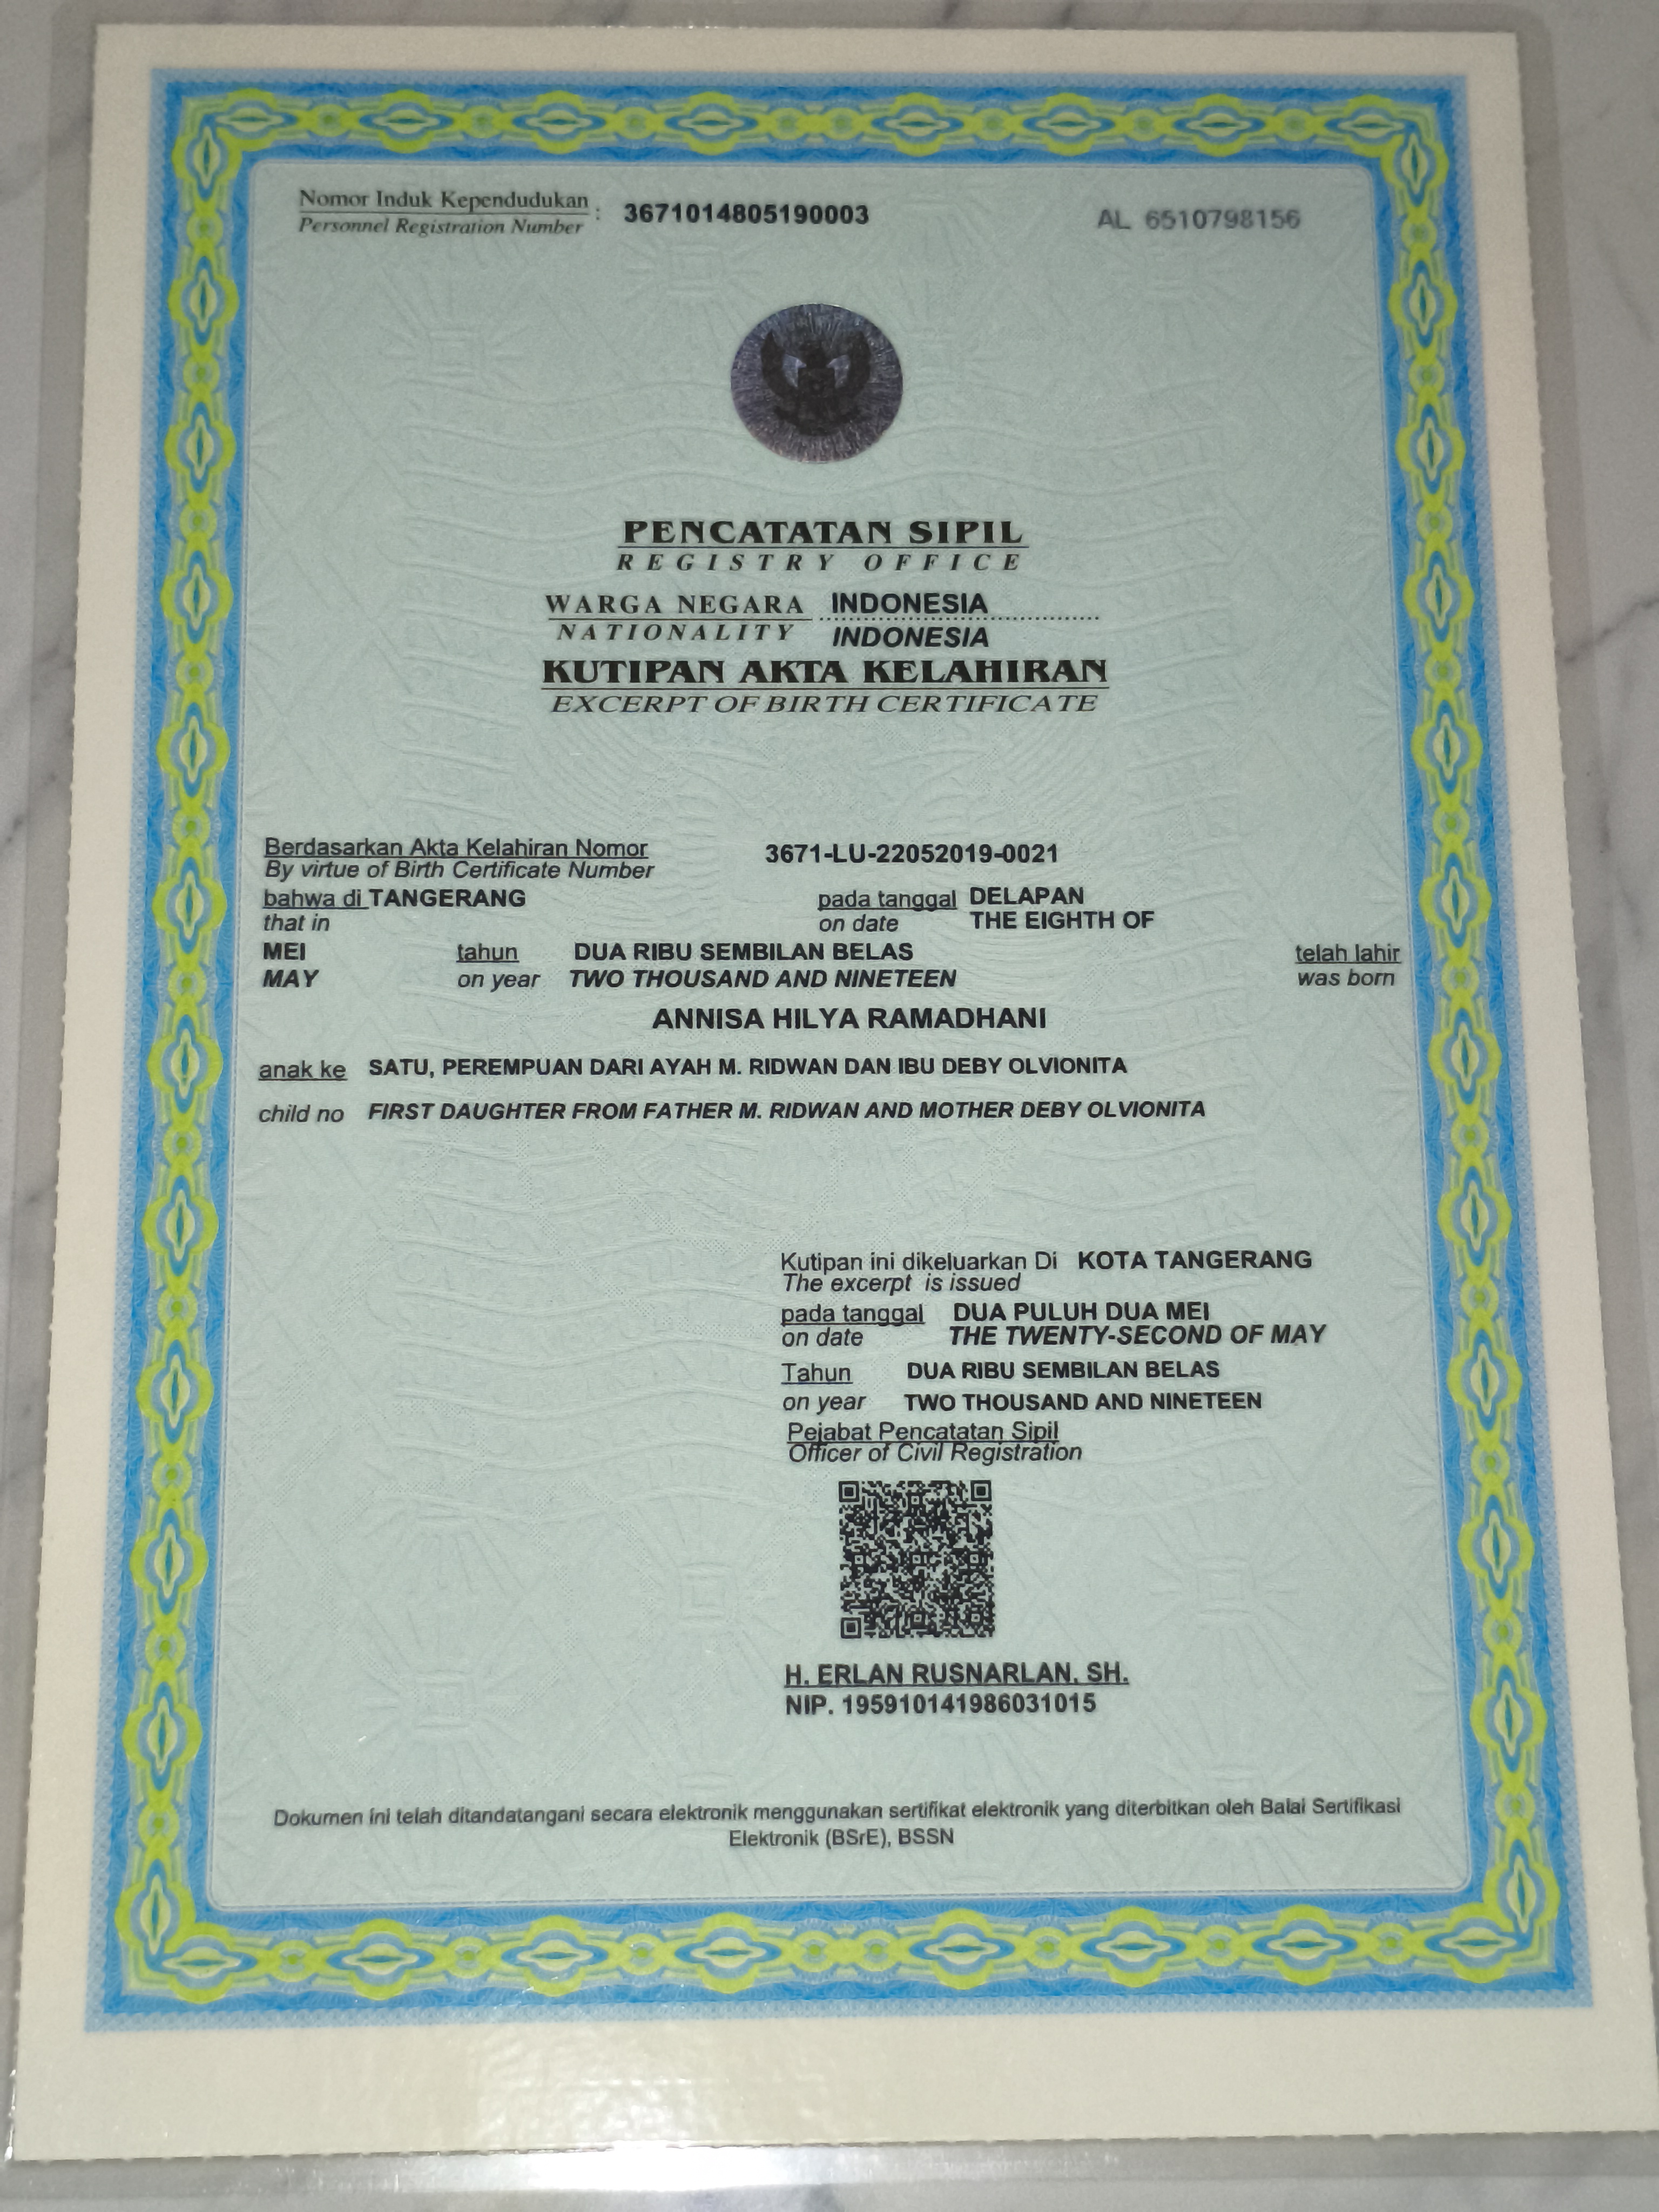 Nomor Induk Kependudukan : 3671014805190003 AL 6510798156
Personnel Registration Number
PENCATATAN SIPIL
REGISTRY OFFICE
WARGA NEGARA INDONESIA
NATIONALITY INDONESIA
KUTIPAN AKTA KELAHIRAN
EXCERPT OF BIRTH CERTIFICATE
Berdasarkan Akta Kelahiran Nomor 3671-LU-22052019-0021
By virtue of Birth Certificate Number
bahwa di TANGERANG pada tanggal DELAPAN
that in on date THE EIGHTH OF
MEI tahun DUA RIBU SEMBILAN BELAS telah lahir
MAY on year TWO THOUSAND AND NINETEEN was born
ANNISA HILYA RAMADHANI
anak ke SATU, PEREMPUAN DARI AYAH M. RIDWAN DAN IBU DEBY OLVIONITA
child no FIRST DAUGHTER FROM FATHER M. RIDWAN AND MOTHER DEBY OLVIONITA
Kutipan ini dikeluarkan Di KOTA TANGERANG
The excerpt is issued
pada tanggal DUA PULUH DUA MEI
on date THE TWENTY-SECOND OF MAY
Tahun DUA RIBU SEMBILAN BELAS
on year TWO THOUSAND AND NINETEEN
Pejabat Pencatatan Sipil
Officer of Civil Registration
H. ERLAN RUSNARLAN, SH.
NIP. 195910141986031015
Dokumen ini telah ditandatangani secara elektronik menggunakan sertifikat elektronik yang diterbitkan oleh Balai Sertifikasi
Elektronik (BSrE), BSSN